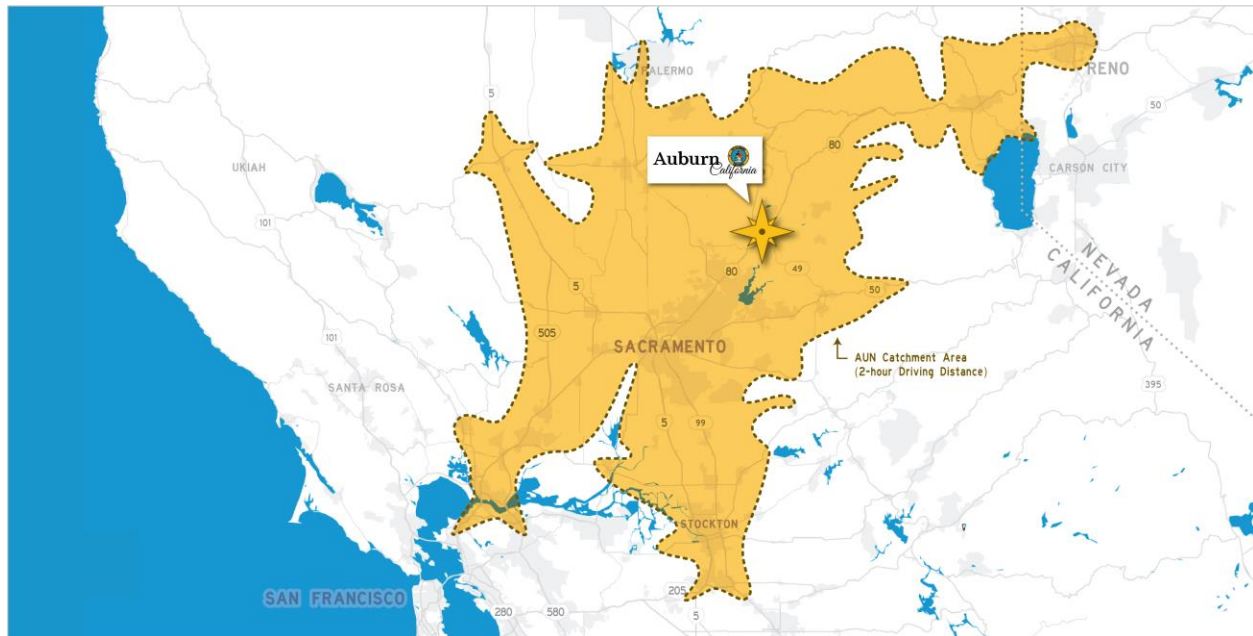 PALERMO
RENO
5
50
80
UKIAH
Auburn
California
CARSON CITY
101
NEVADA
CALIFORNIA
80
49
5
50
505
101
SACRAMENTO
AUN Catchment Area
(2-hour Driving Distance)
SANTA ROSA
395
5
99
STOCKTON
SAN FRANCISCO
205
280
580
5